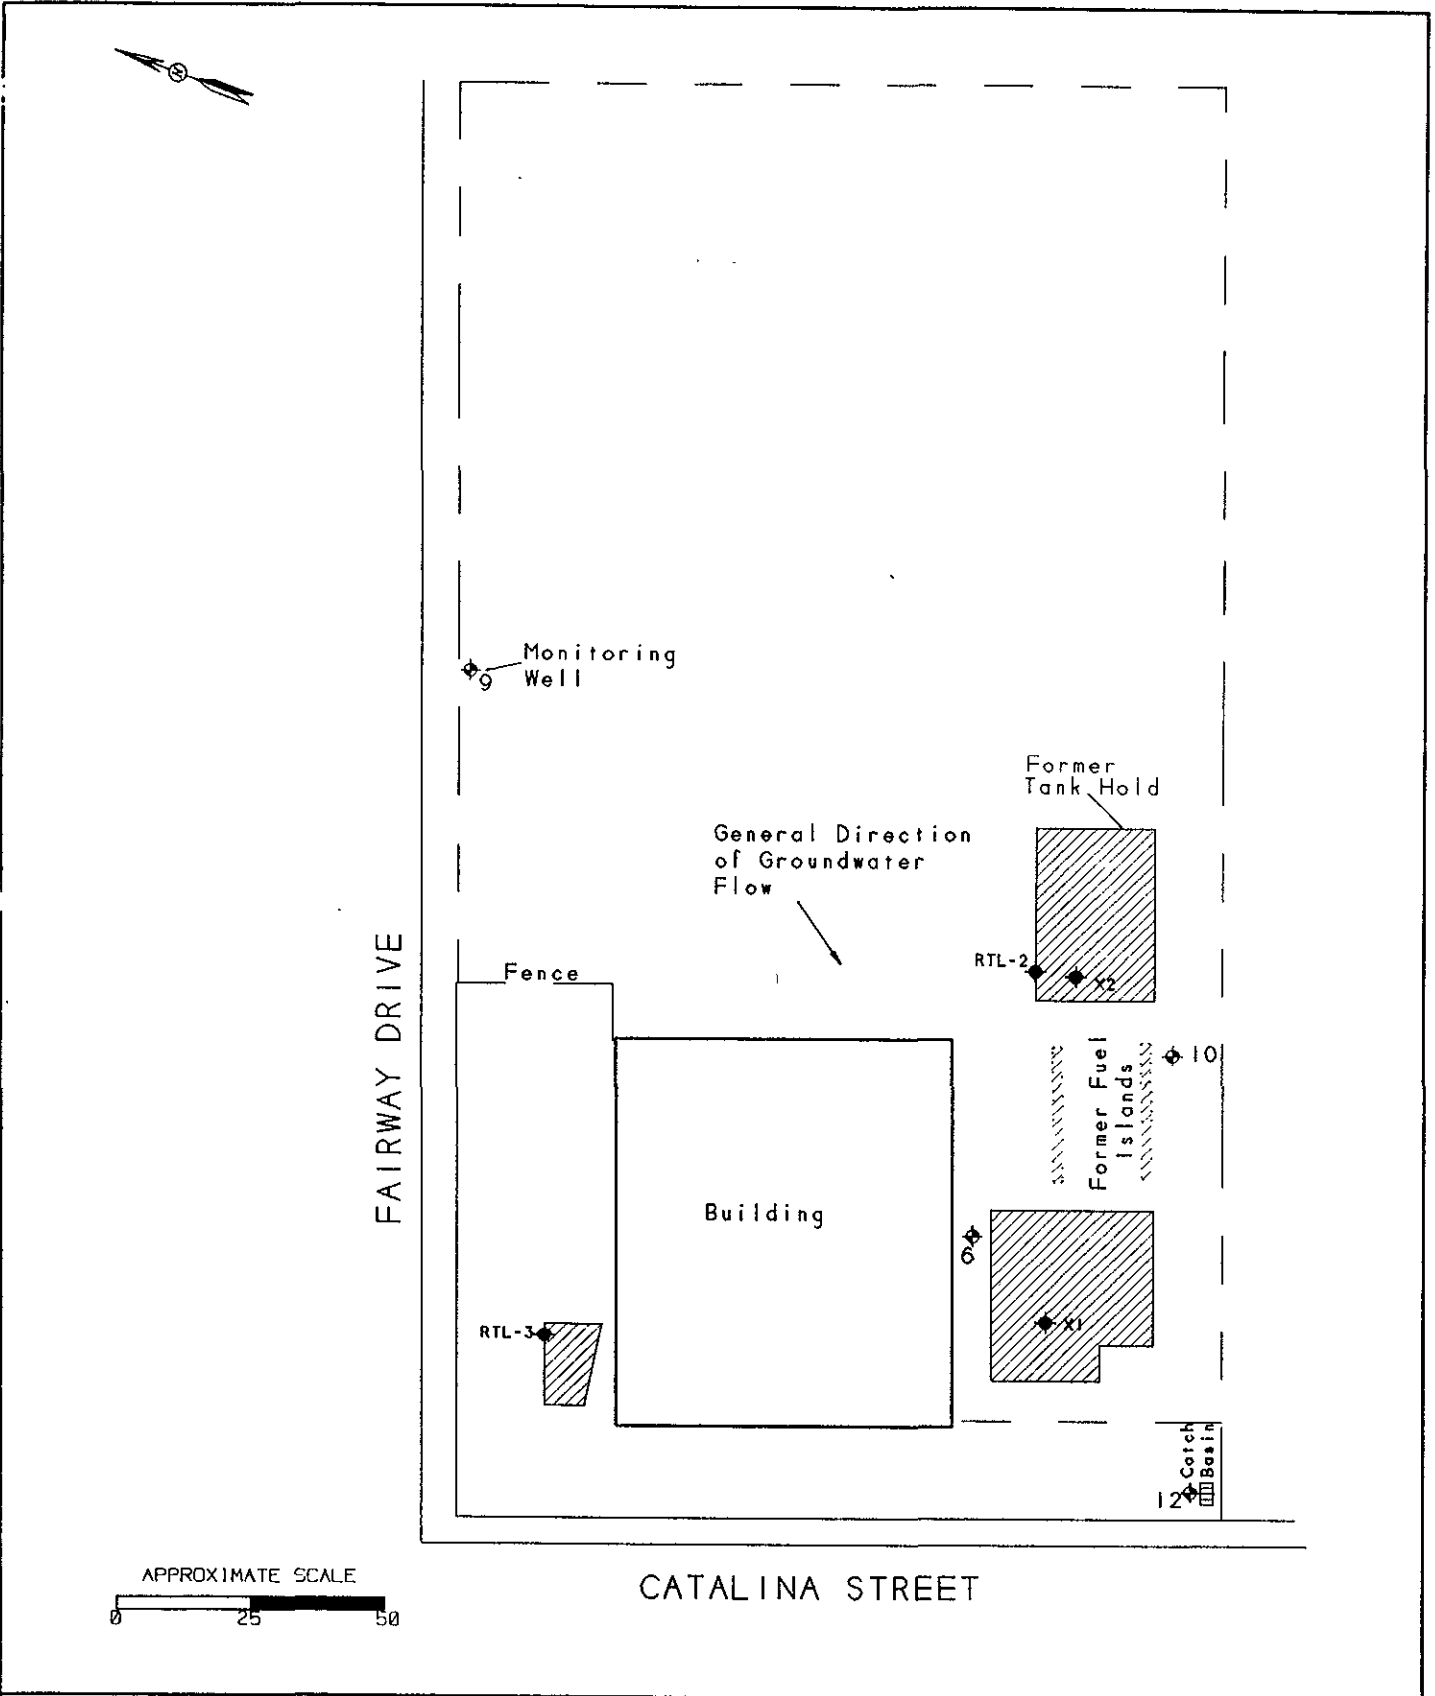 N
Monitoring
Well
9
Former
Tank Hold
General Direction
of Groundwater
Flow
RTL-2
X2
Fence
10
Former Fuel
Islands
FAIRWAY DRIVE
Building
6
RTL-3
X1
Catch
Basin
12
APPROXIMATE SCALE
0 25 50
CATALINA STREET